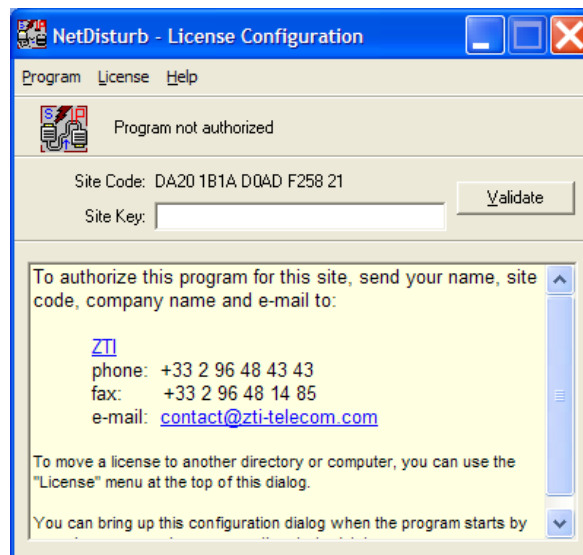 NetDisturb - License Configuration
Program License Help
Program not authorized
Site Code: DA20 1B1A D0AD F258 21
Validate
Site Key:
To authorize this program for this site, send your name, site
code, company name and e-mail to:
ZTI
phone: +33 2 96 48 43 43
fax: +33 2 96 48 14 85
e-mail: contact@zti-telecom.com
To move a license to another directory or computer, you can use the
"License" menu at the top of this dialog.
You can bring up this configuration dialog when the program starts by